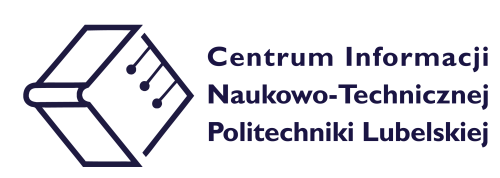 Centrum Informacji
Naukowo-Technicznej
Politechniki Lubelskiej